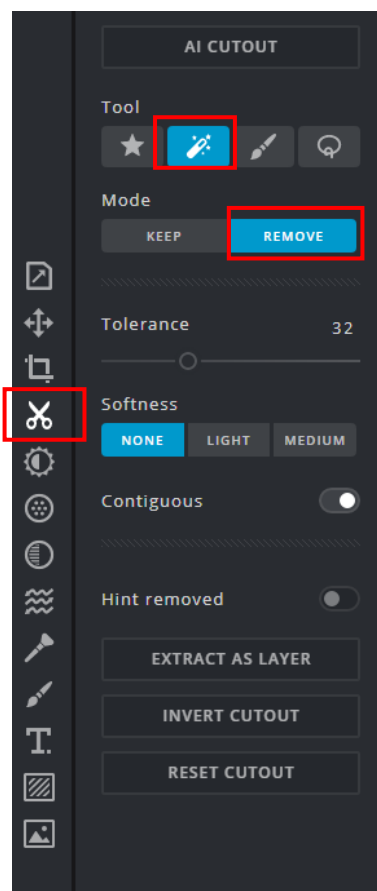 AI CUTOUT
Tool
Mode
KEEP REMOVE
Tolerance 32
Softness
NONE LIGHT MEDIUM
Contiguous
Hint removed
EXTRACT AS LAYER
INVERT CUTOUT
T.
RESET CUTOUT